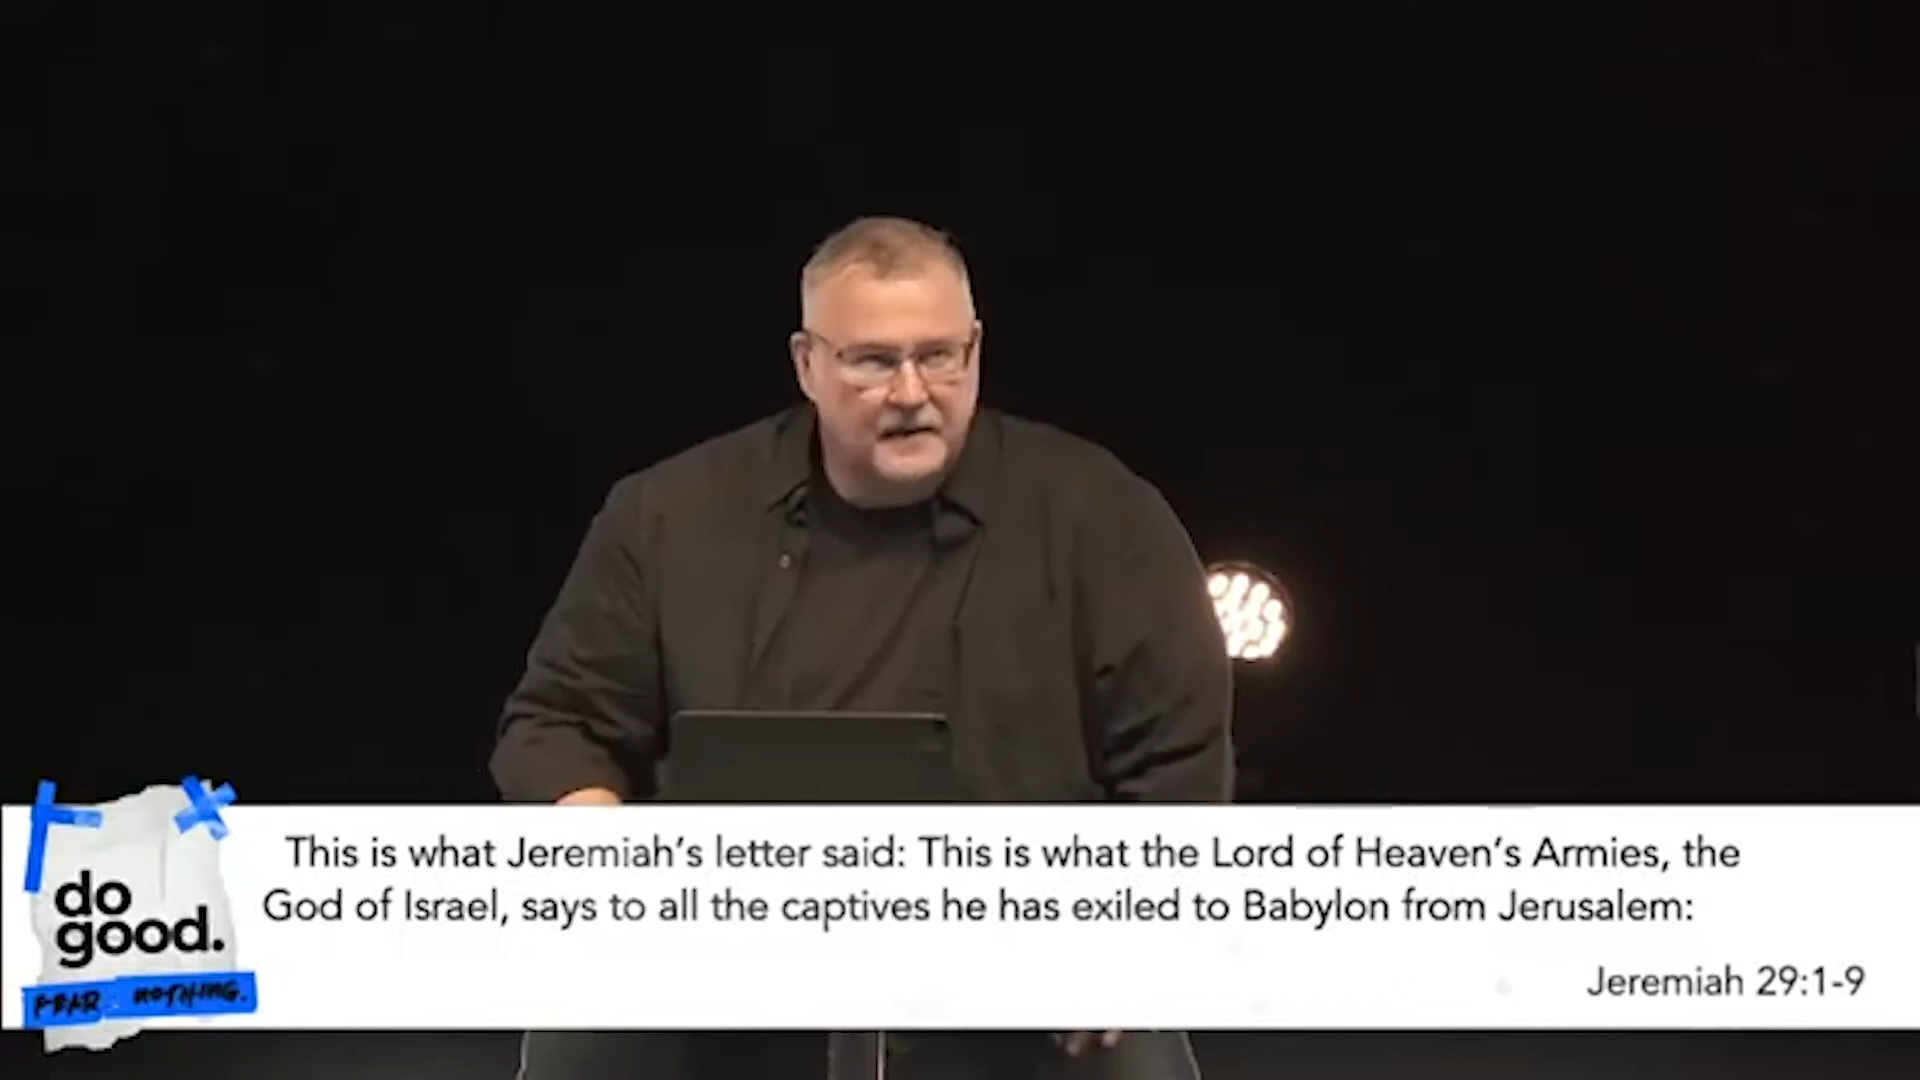 This is what Jeremiah's letter said: This is what the Lord of Heaven's Armies, the
God of Israel, says to all the captives he has exiled to Babylon from Jerusalem:
Jeremiah 29:1-9
do
good.
FEAR NOTHING.